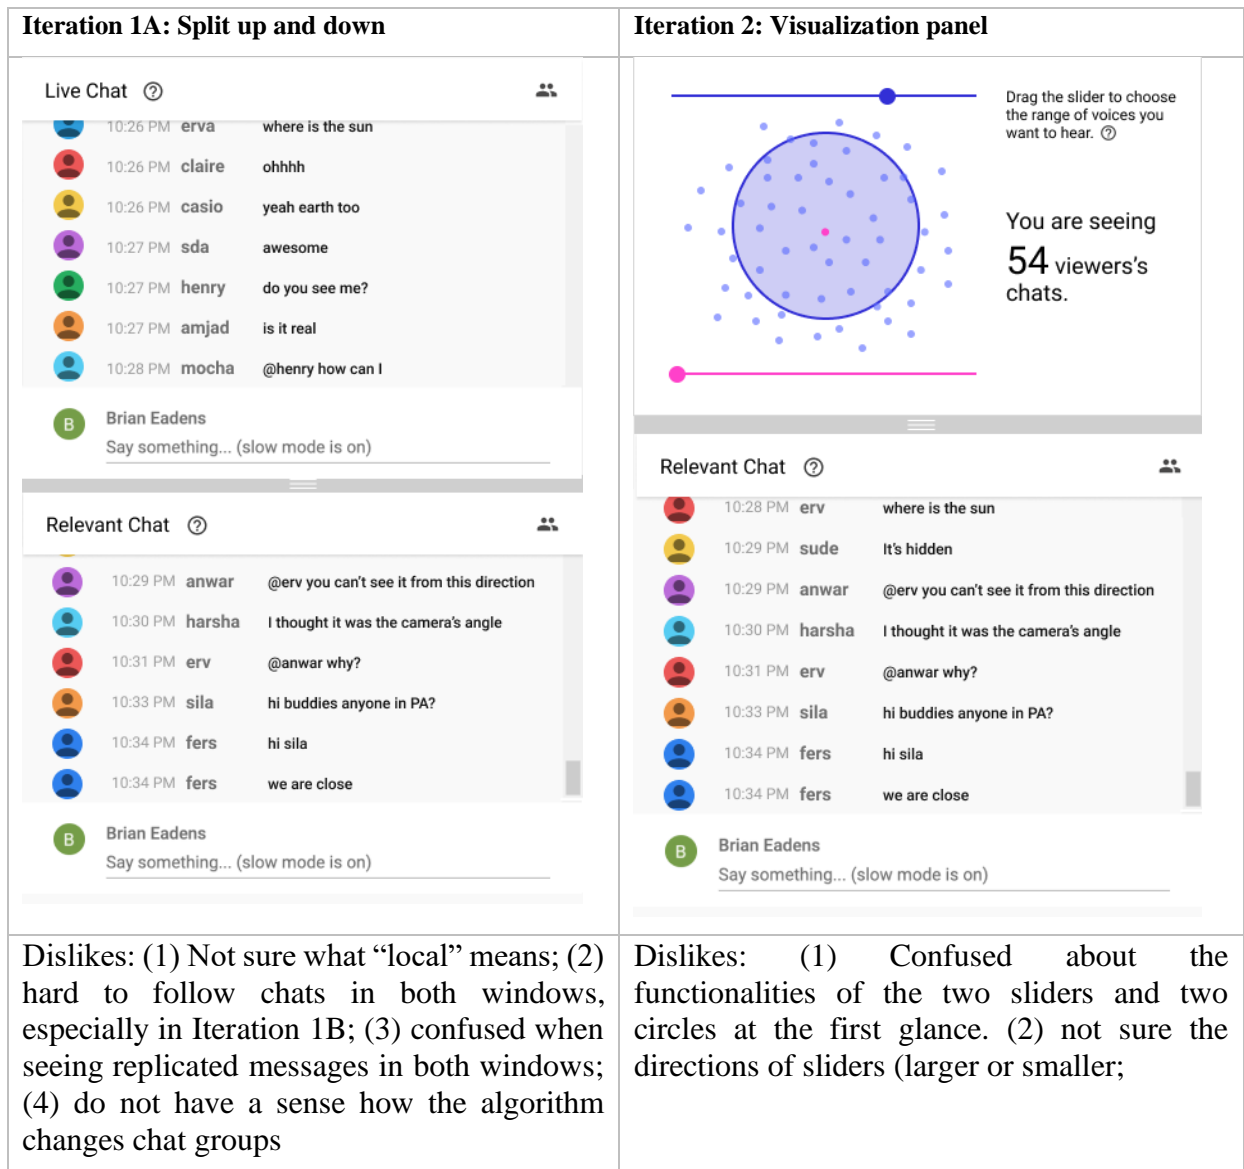 Iteration 1A: Split up and down
Live Chat ?
10:26 PM erva where is the sun
10:26 PM claire ohhhh
10:26 PM casio yeah earth too
10:27 PM sda awesome
10:27 PM henry do you see me?
10:27 PM amjad is it real
10:28 PM mocha @henry how can I
B Brian Eadens
Say something... (slow mode is on)
Relevant Chat ?
10:29 PM anwar @erv you can't see it from this direction
10:30 PM harsha I thought it was the camera's angle
10:31 PM erv @anwar why?
10:33 PM sila hi buddies anyone in PA?
10:34 PM fers hi sila
10:34 PM fers we are close
B Brian Eadens
Say something... (slow mode is on)
Dislikes: (1) Not sure what “local” means; (2)
hard to follow chats in both windows,
especially in Iteration 1B; (3) confused when
seeing replicated messages in both windows;
(4) do not have a sense how the algorithm
changes chat groups
Iteration 2: Visualization panel
Drag the slider to choose
the range of voices you
want to hear. ?
You are seeing
54 viewers's
chats.
Relevant Chat ?
10:28 PM erv where is the sun
10:29 PM sude It's hidden
10:29 PM anwar @erv you can't see it from this direction
10:30 PM harsha I thought it was the camera's angle
10:31 PM erv @anwar why?
10:33 PM sila hi buddies anyone in PA?
10:34 PM fers hi sila
10:34 PM fers we are close
B Brian Eadens
Say something... (slow mode is on)
Dislikes: (1) Confused about the
functionalities of the two sliders and two
circles at the first glance. (2) not sure the
directions of sliders (larger or smaller;